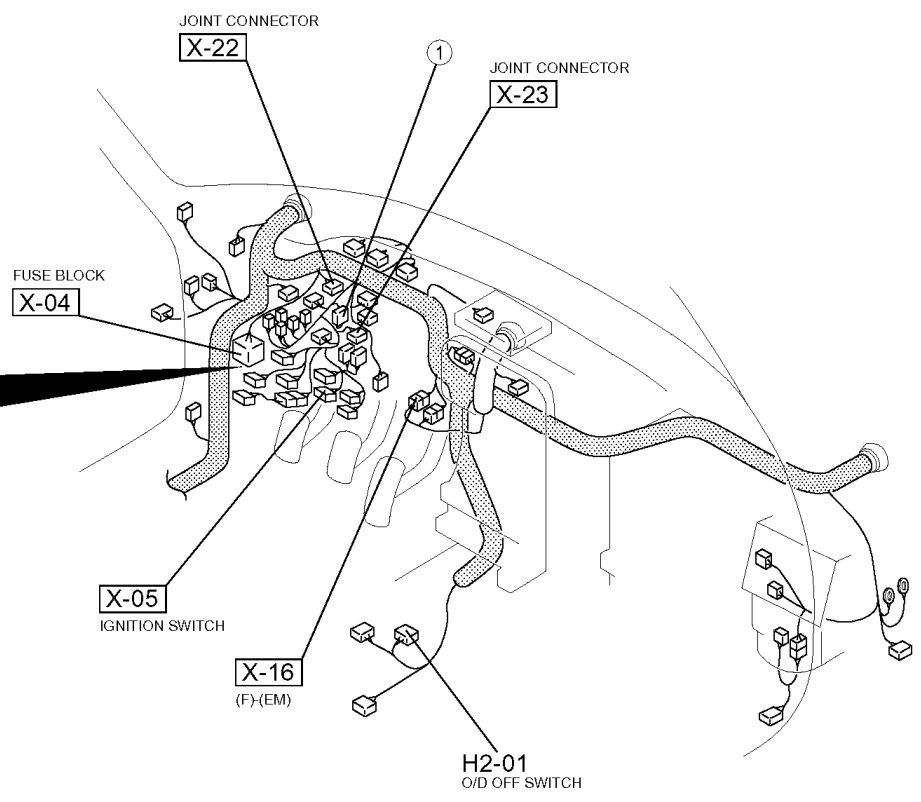 JOINT CONNECTOR
X-22
1
JOINT CONNECTOR
X-23
FUSE BLOCK
X-04
X-05
IGNITION SWITCH
X-16
(F)-(EM)
H2-01
O/D OFF SWITCH